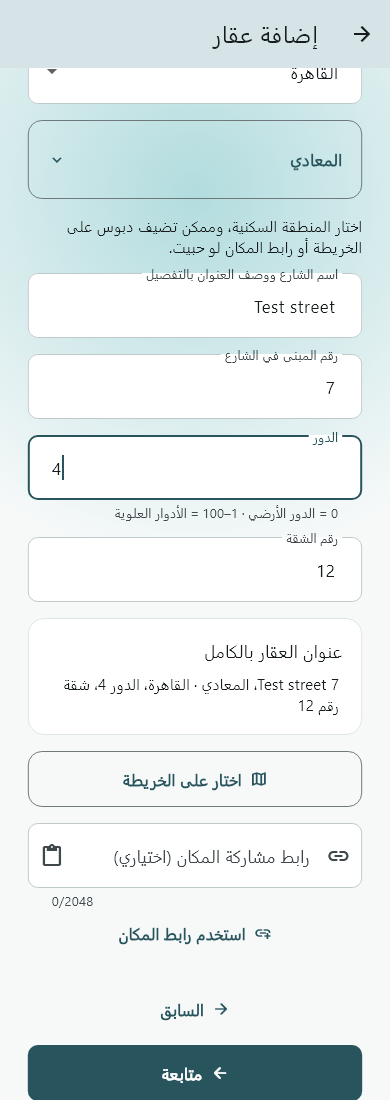 إضافة عقار
القاهرة
المعادي
اختار المنطقة السكنية، وممكن تضيف دبوس على
الخريطة أو رابط المكان لو حبيت.
اسم الشارع ووصف العنوان بالتفصيل
Test street
رقم المبنى في الشارع
7
الدور
4
0 = الدور الأرضي · 1–100 = الأدوار العلوية
رقم الشقة
12
عنوان العقار بالكامل
7 Test street، المعادي · القاهرة، الدور 4، شقة
رقم 12
اختار على الخريطة
رابط مشاركة المكان (اختياري)
0/2048
استخدم رابط المكان
السابق
متابعة